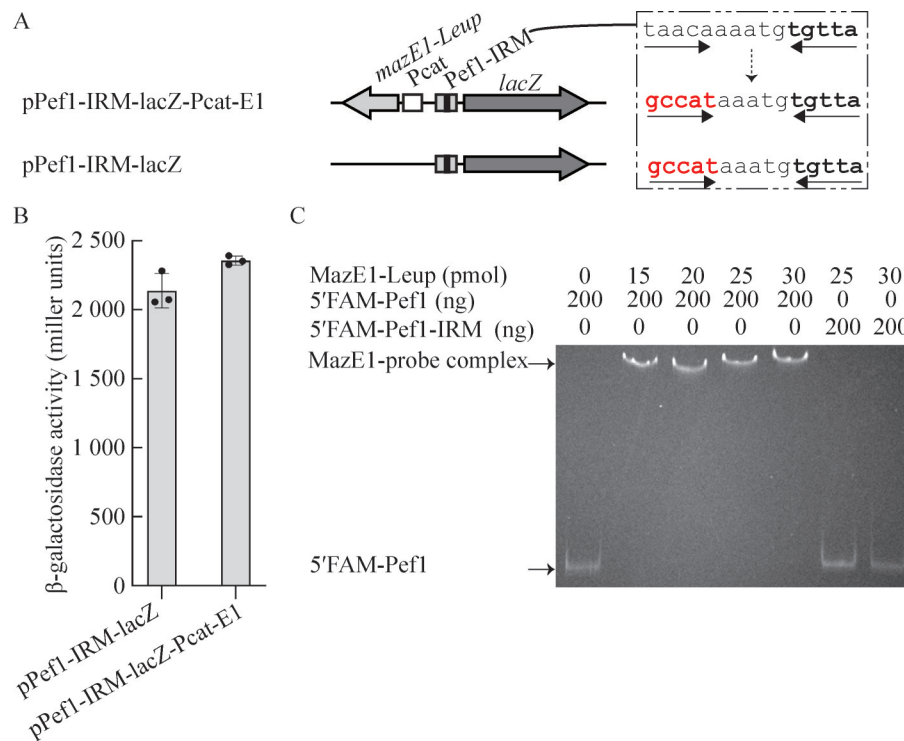 A
mazE1-Leup
Pcat
Pef1-IRM
lacZ
taacaaaatgtgtta
pPef1-IRM-lacZ-Pcat-E1
gccataaatgtgtta
pPef1-IRM-lacZ
gccataaatgtgtta
B
β-galactosidase activity (miller units)
2 500
2 000
1 500
1 000
500
0
pPef1-IRM-lacZ
pPef1-IRM-lacZ-Pcat-E1
C
MazE1-Leup (pmol) 0 15 20 25 30 25 30
5'FAM-Pef1 (ng) 200 200 200 200 200 0 0
5'FAM-Pef1-IRM (ng) 0 0 0 0 0 200 200
MazE1-probe complex
5'FAM-Pef1